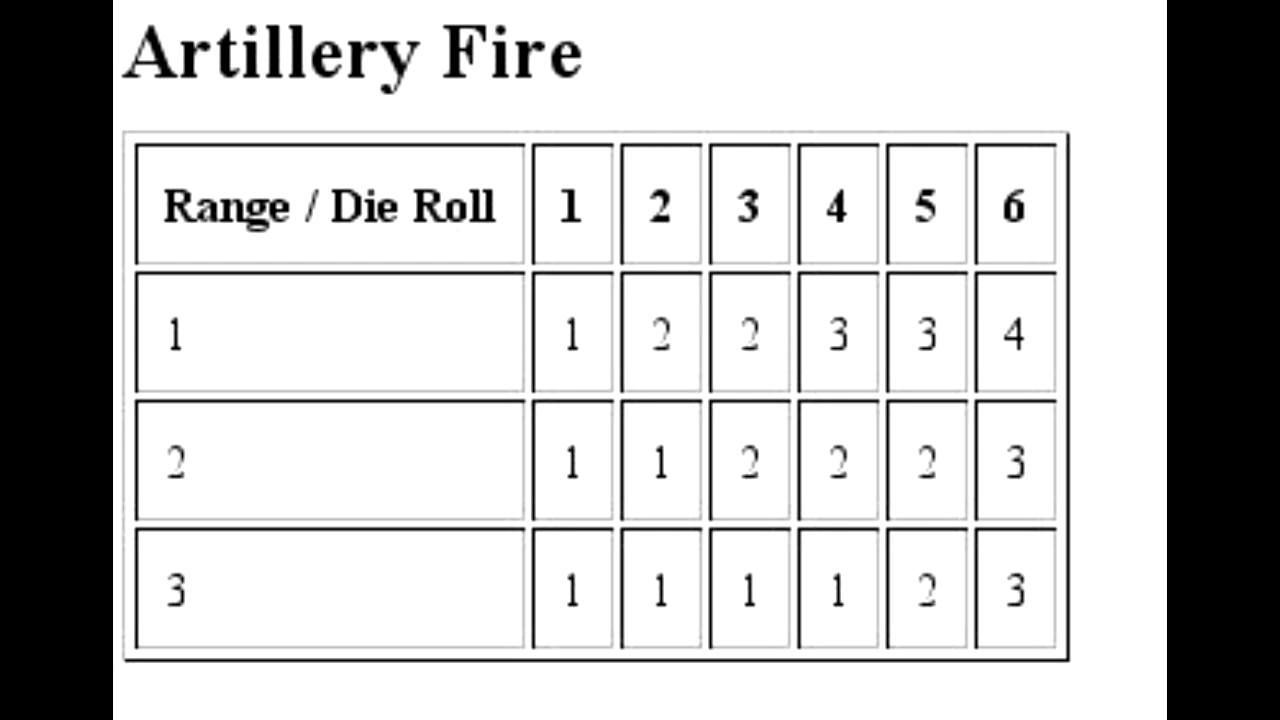 Artillery Fire
Range / Die Roll 1 2 3 4 5 6
1 1 2 2 3 3 4
2 1 1 2 2 2 3
3 1 1 1 1 2 3